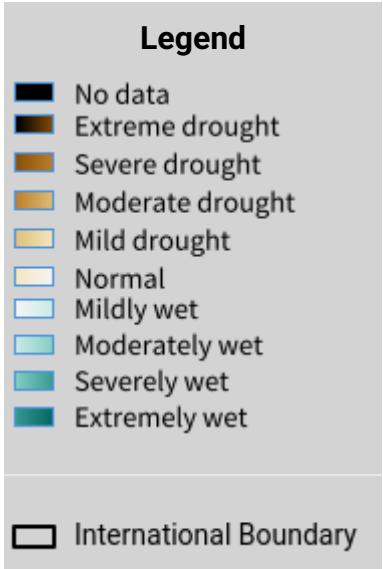 Legend
No data
Extreme drought
Severe drought
Moderate drought
Mild drought
Normal
Mildly wet
Moderately wet
Severely wet
Extremely wet
International Boundary